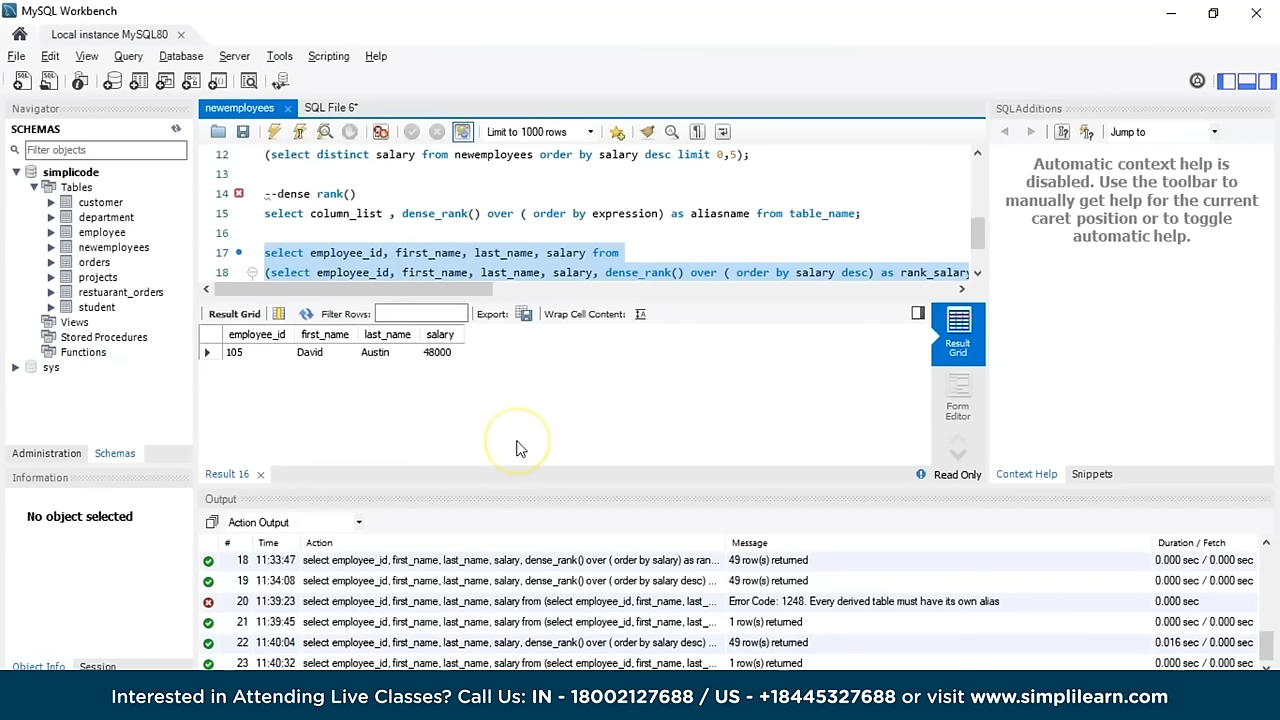 MySQL Workbench
Local instance MySQL80
File Edit View Query Database Server Tools Scripting Help
Navigator
SCHEMAS
Filter objects
simplicode
Tables
customer
department
employee
newemployees
orders
projects
restuarant_orders
student
Views
Stored Procedures
Functions
sys
Administration Schemas
Information
No object selected
Object Info Session
newemployees SQL File 6*
Limit to 1000 rows
12 (select distinct salary from newemployees order by salary desc limit 0,5);
13
14 --dense rank()
15 select column_list , dense_rank() over ( order by expression) as aliasname from table_name;
16
17 select employee_id, first_name, last_name, salary from
18 (select employee_id, first_name, last_name, salary, dense_rank() over ( order by salary desc) as rank_salary
Result Grid Filter Rows: Export: Wrap Cell Content:
employee_id first_name last_name salary
105 David Austin 48000
Result Grid
Form Editor
Result 16 Read Only
SQLAdditions
Jump to
Automatic context help is
disabled. Use the toolbar to
manually get help for the current
caret position or to toggle
automatic help.
Context Help Snippets
Output
Action Output
# Time Action Message Duration / Fetch
18 11:33:47 select employee_id, first_name, last_name, salary, dense_rank() over ( order by salary) as ran... 49 row(s) returned 0.000 sec / 0.000 sec
19 11:34:08 select employee_id, first_name, last_name, salary, dense_rank() over ( order by salary desc) ... 49 row(s) returned 0.000 sec / 0.000 sec
20 11:39:23 select employee_id, first_name, last_name, salary from (select employee_id, first_name, last_... Error Code: 1248. Every derived table must have its own alias 0.000 sec
21 11:39:45 select employee_id, first_name, last_name, salary from (select employee_id, first_name, last_... 1 row(s) returned 0.000 sec / 0.000 sec
22 11:40:04 select employee_id, first_name, last_name, salary, dense_rank() over ( order by salary desc) ... 49 row(s) returned 0.016 sec / 0.000 sec
23 11:40:32 select employee_id, first_name, last_name, salary from (select employee_id, first_name, last_... 1 row(s) returned 0.000 sec / 0.000 sec
Interested in Attending Live Classes? Call Us: IN - 18002127688 / US - +18445327688 or visit www.simplilearn.com